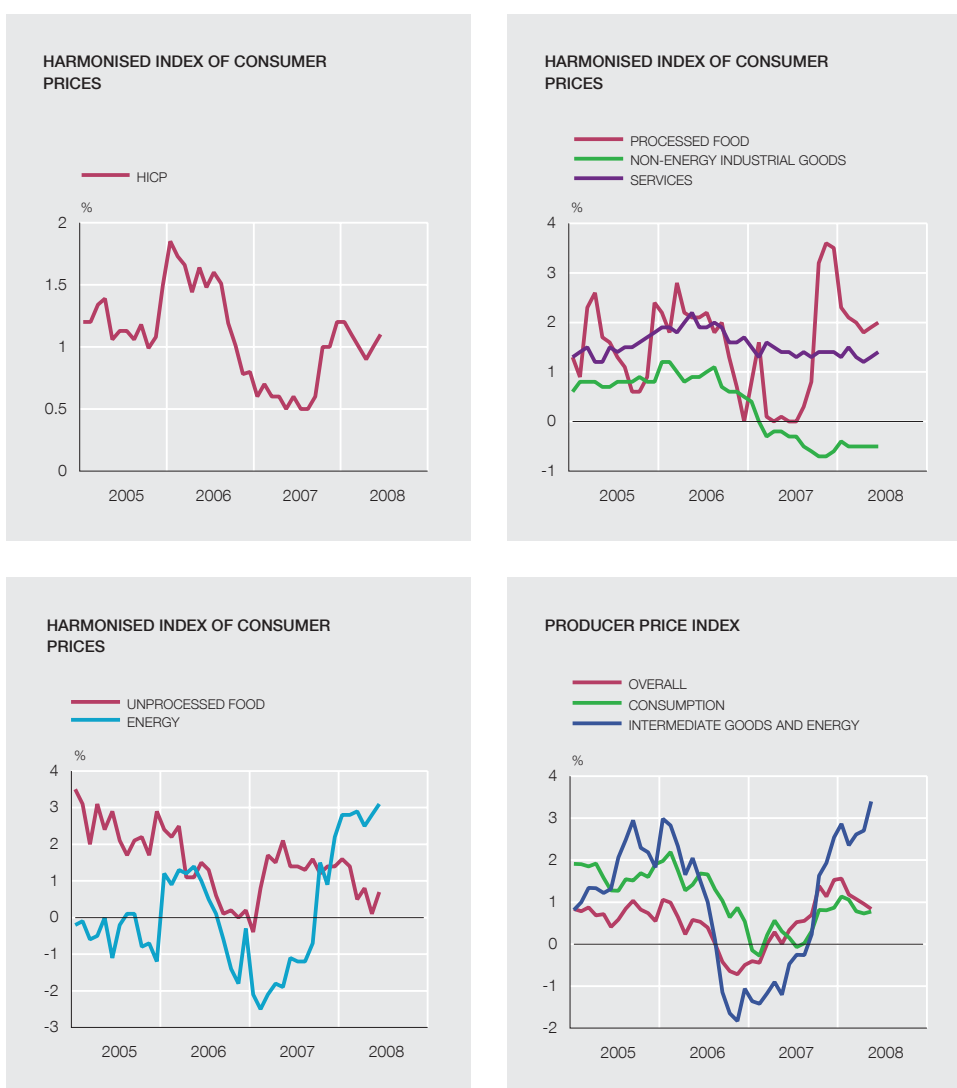 HARMONISED INDEX OF CONSUMER
PRICES
HICP
%
2
1.5
1
0.5
0
2005 2006 2007 2008
HARMONISED INDEX OF CONSUMER
PRICES
PROCESSED FOOD
NON-ENERGY INDUSTRIAL GOODS
SERVICES
%
4
3
2
1
0
-1
2005 2006 2007 2008
HARMONISED INDEX OF CONSUMER
PRICES
UNPROCESSED FOOD
ENERGY
%
4
3
2
1
0
-1
-2
-3
2005 2006 2007 2008
PRODUCER PRICE INDEX
OVERALL
CONSUMPTION
INTERMEDIATE GOODS AND ENERGY
%
4
3
2
1
0
-1
-2
2005 2006 2007 2008